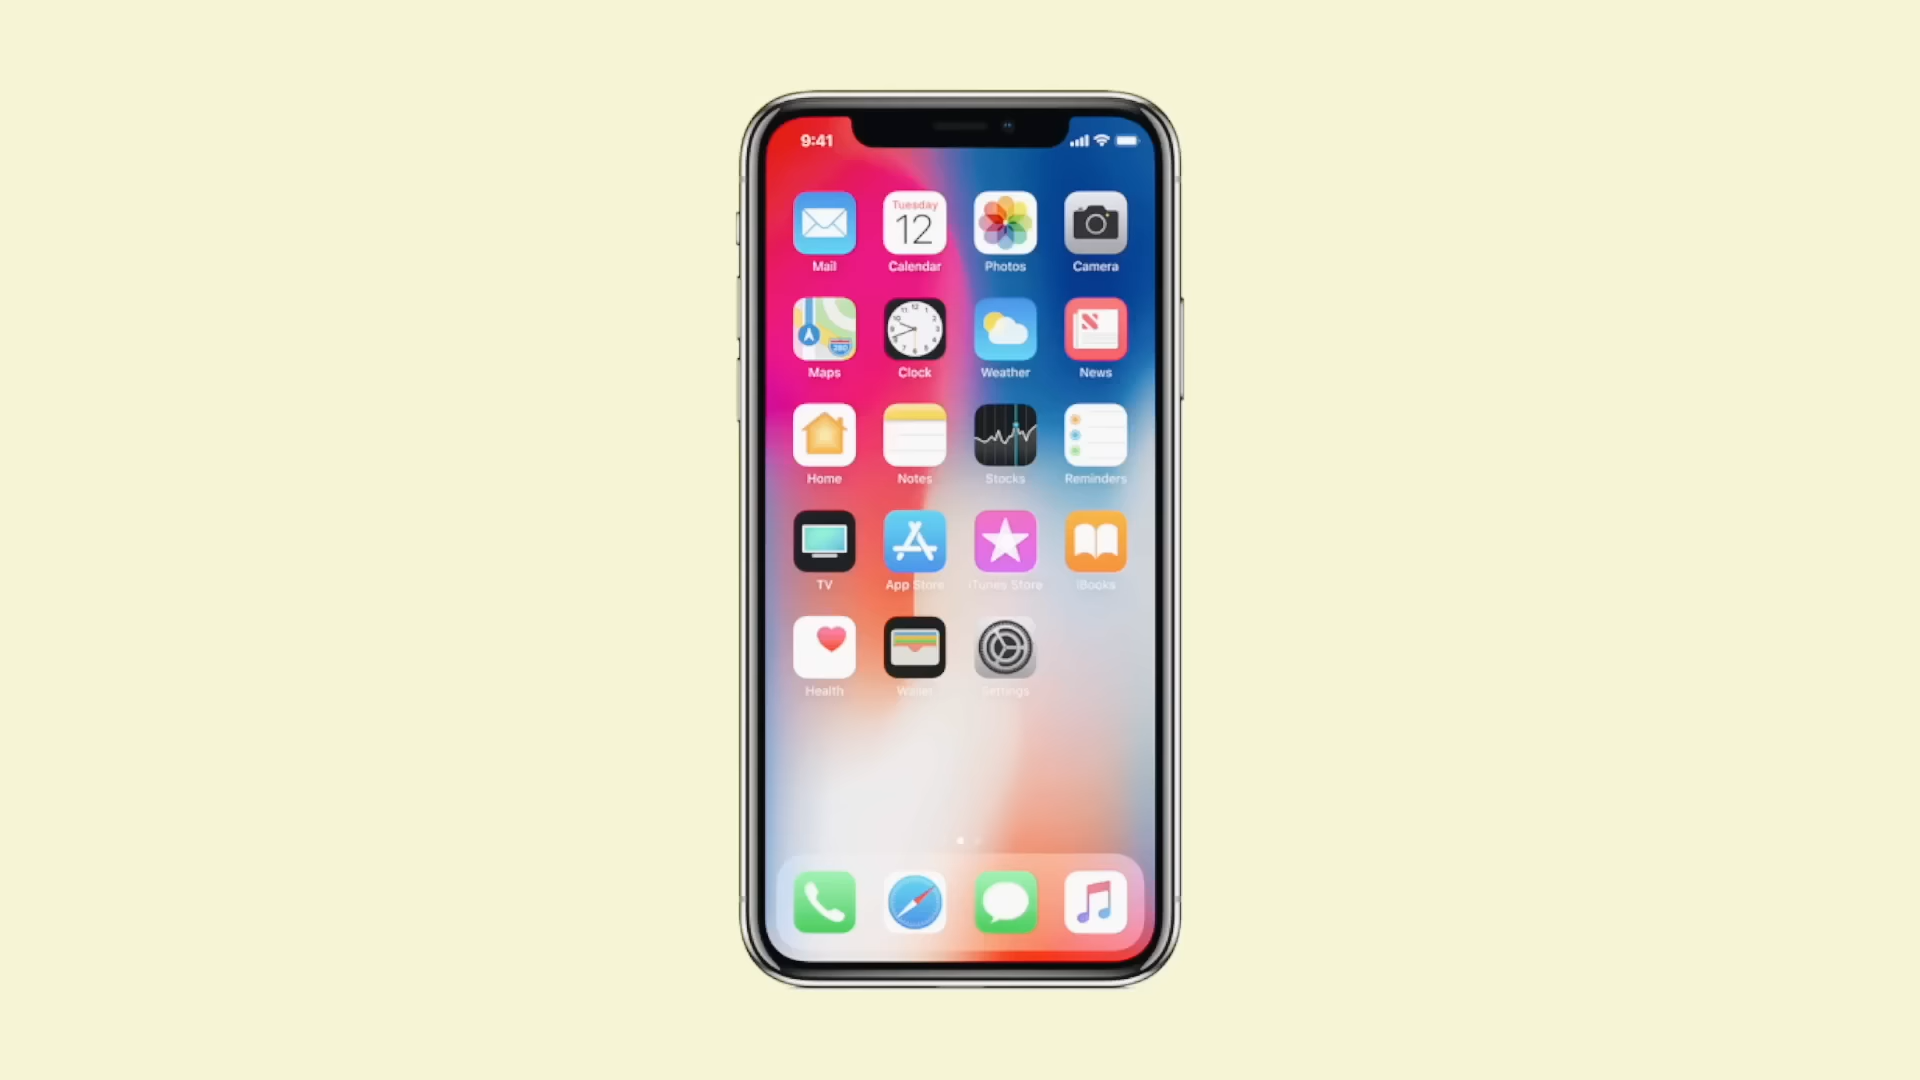 9:41
Tuesday
12
Mail Calendar Photos Camera
280
Maps Clock Weather News
Home Notes Stocks Reminders
TV App Store iTunes Store iBooks
Health Wallet Settings